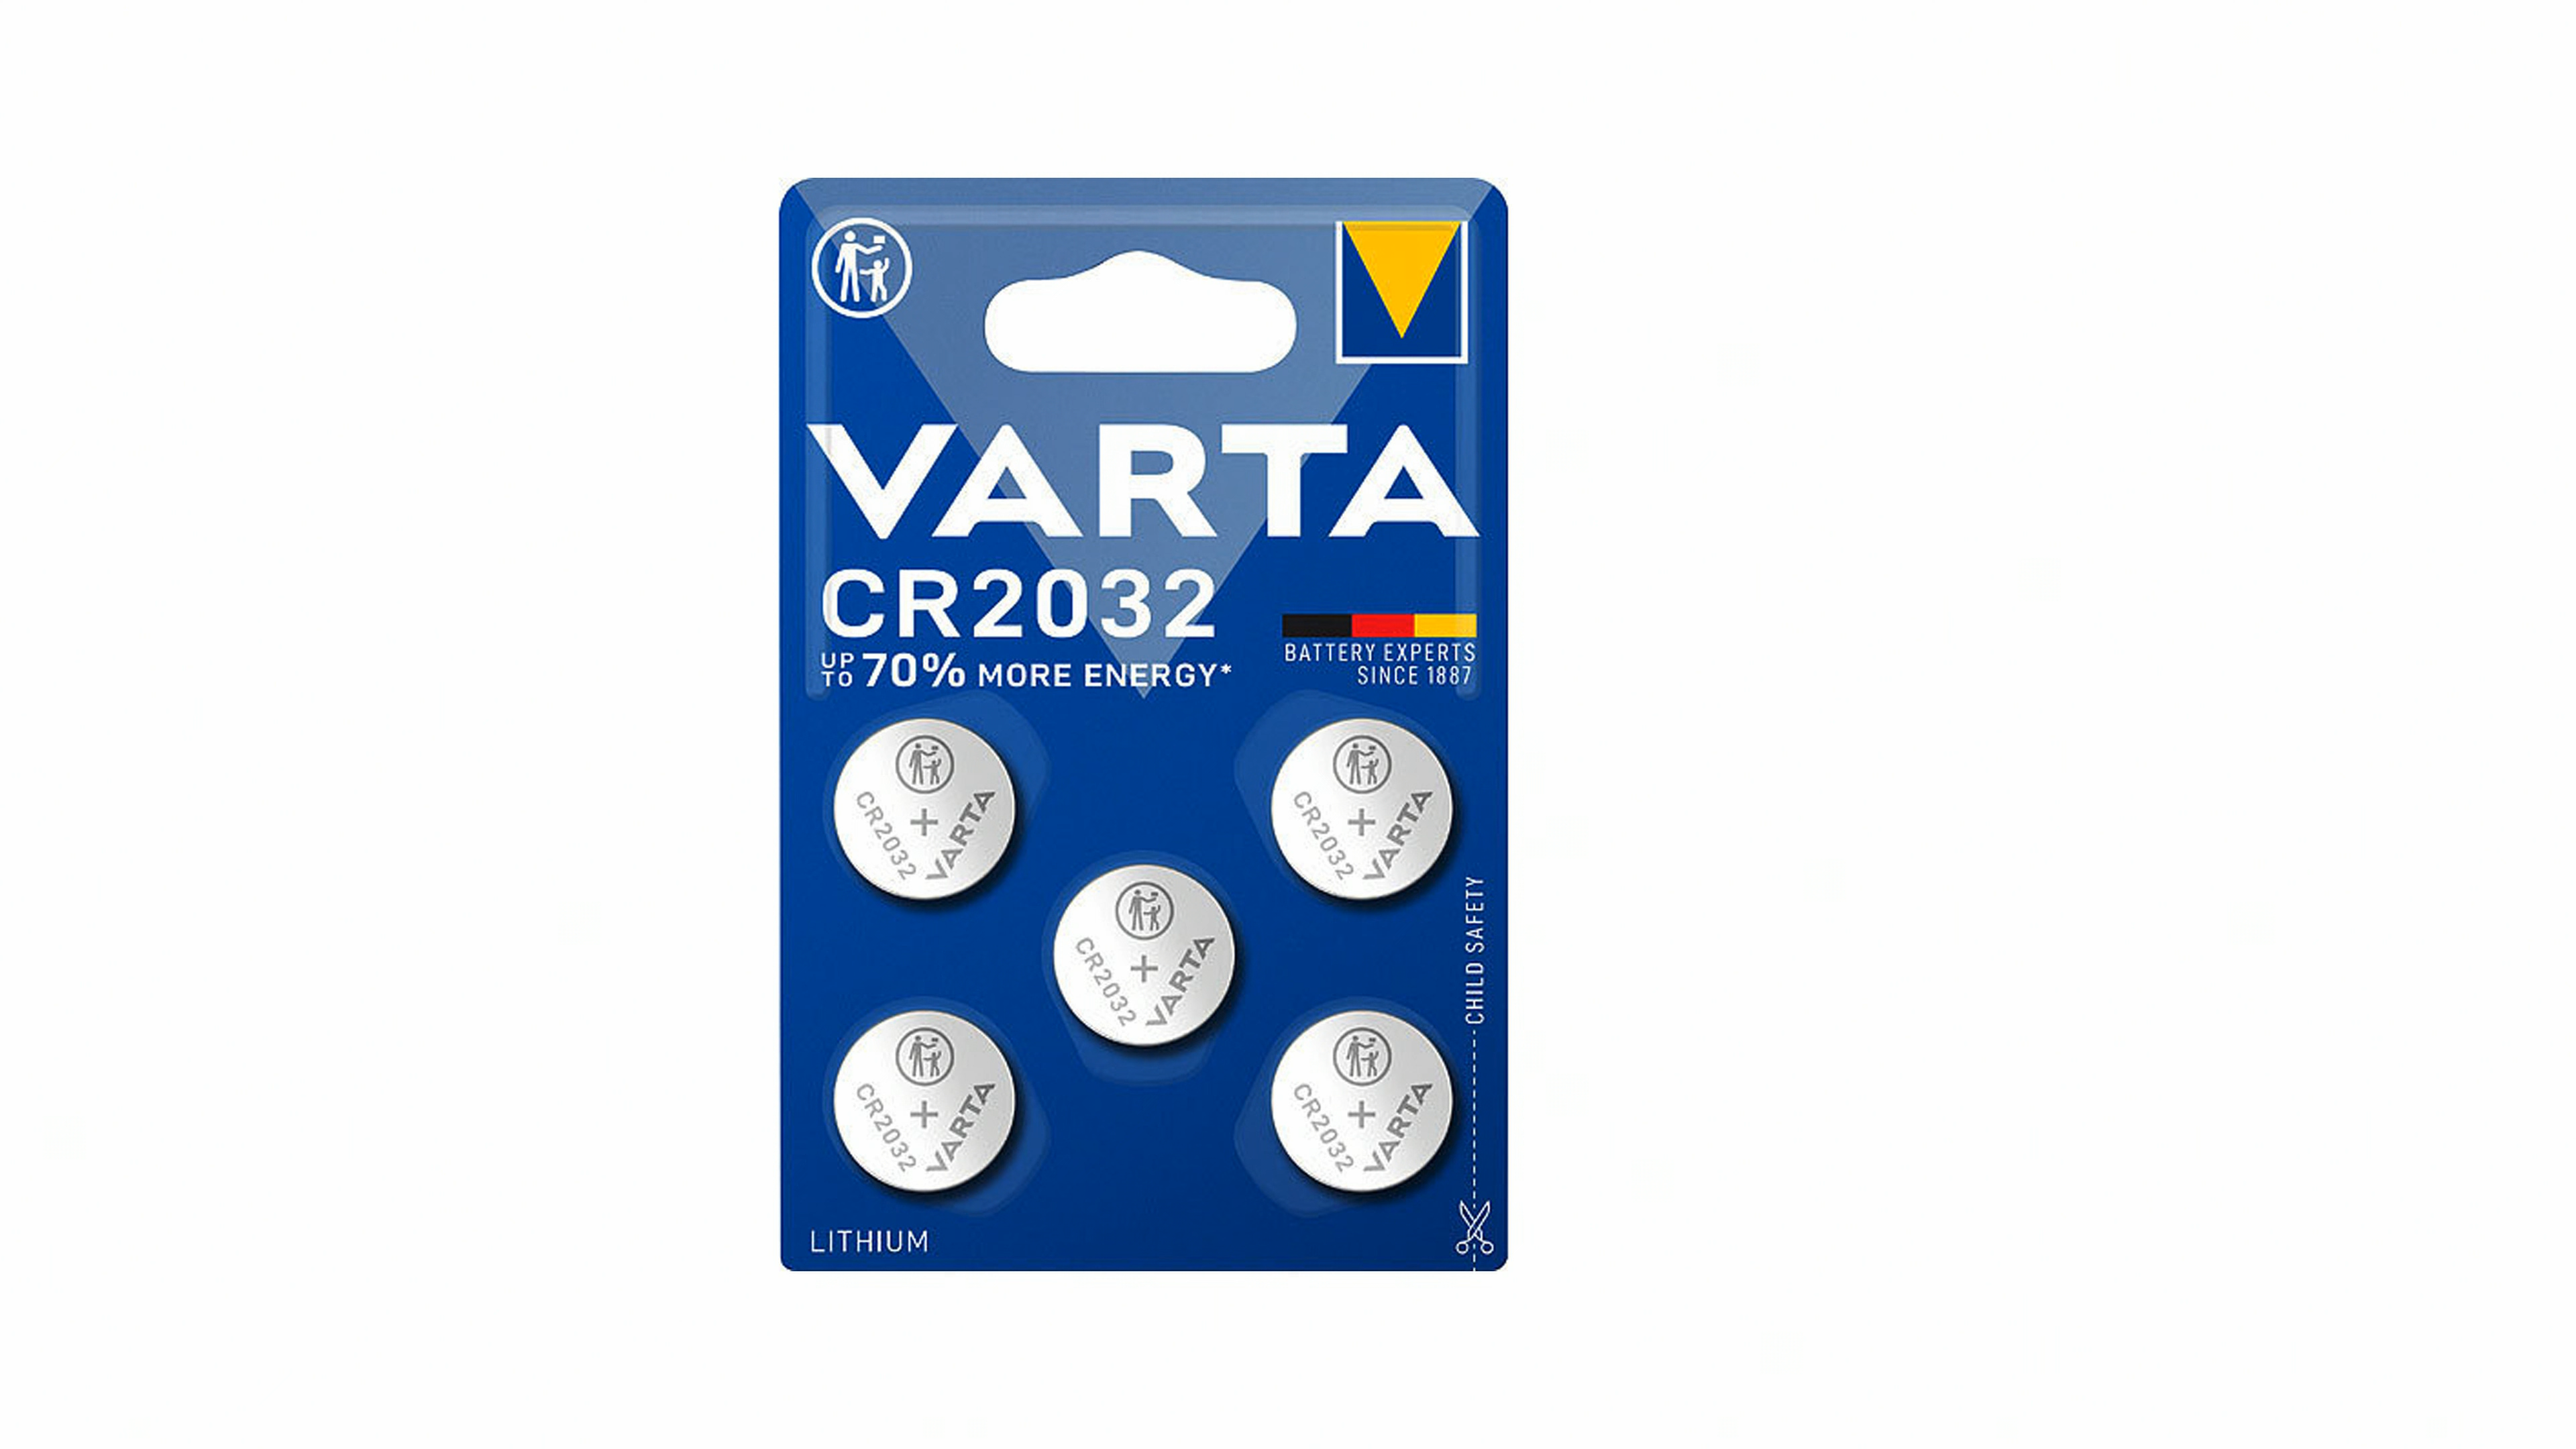 VARTA
CR2032
UP TO 70% MORE ENERGY*
BATTERY EXPERTS
SINCE 1887
CR2032 + VARTA
CR2032 + VARTA
CR2032 + VARTA
CR2032 + VARTA
CR2032 + VARTA
CHILD SAFETY
LITHIUM